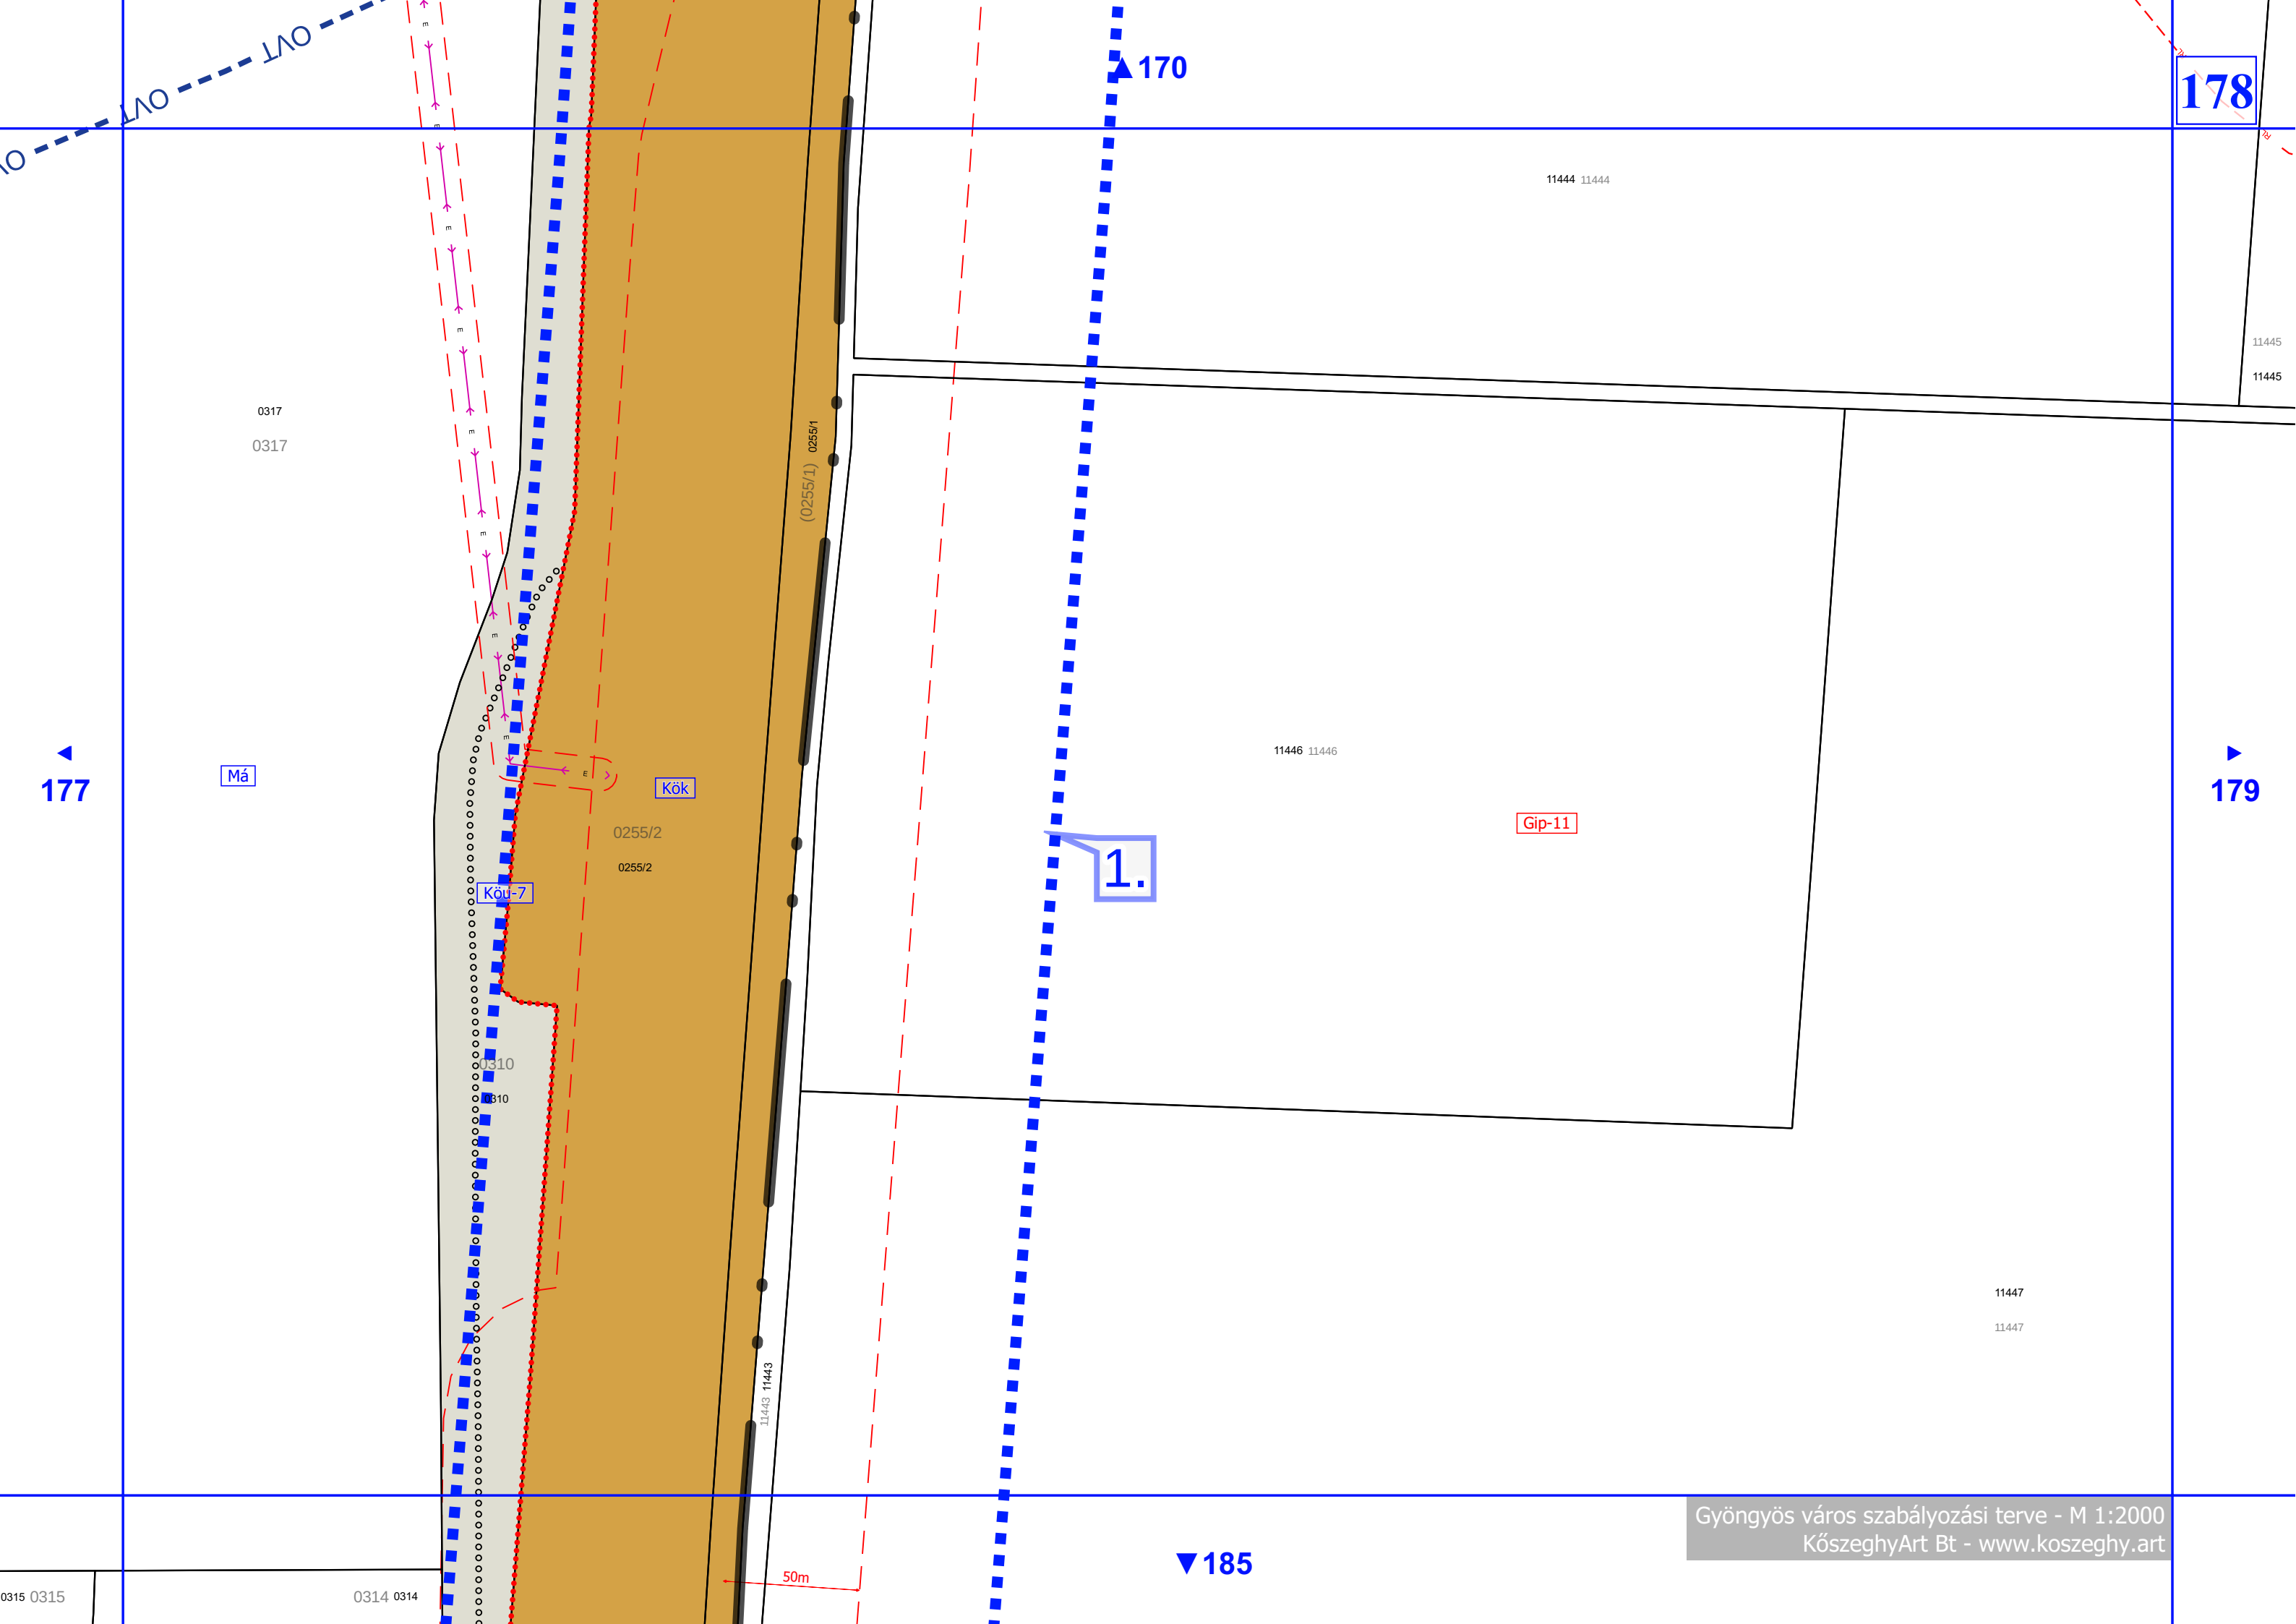 OVT
OVT
▲170
178
11444 11444
11445
11445
0317
0317
0255/1
(0255/1)
E
E
E
E
E
E
E
E
E
11446 11446
◄
177
Má
Kök
►
179
0255/2
0255/2
Gip-11
1.
Köu-7
0310
0310
11447
11447
11443
11443
Gyöngyös város szabályozási terve - M 1:2000
KőszeghyArt Bt - www.koszeghy.art
▼185
50m
0315 0315
0314 0314